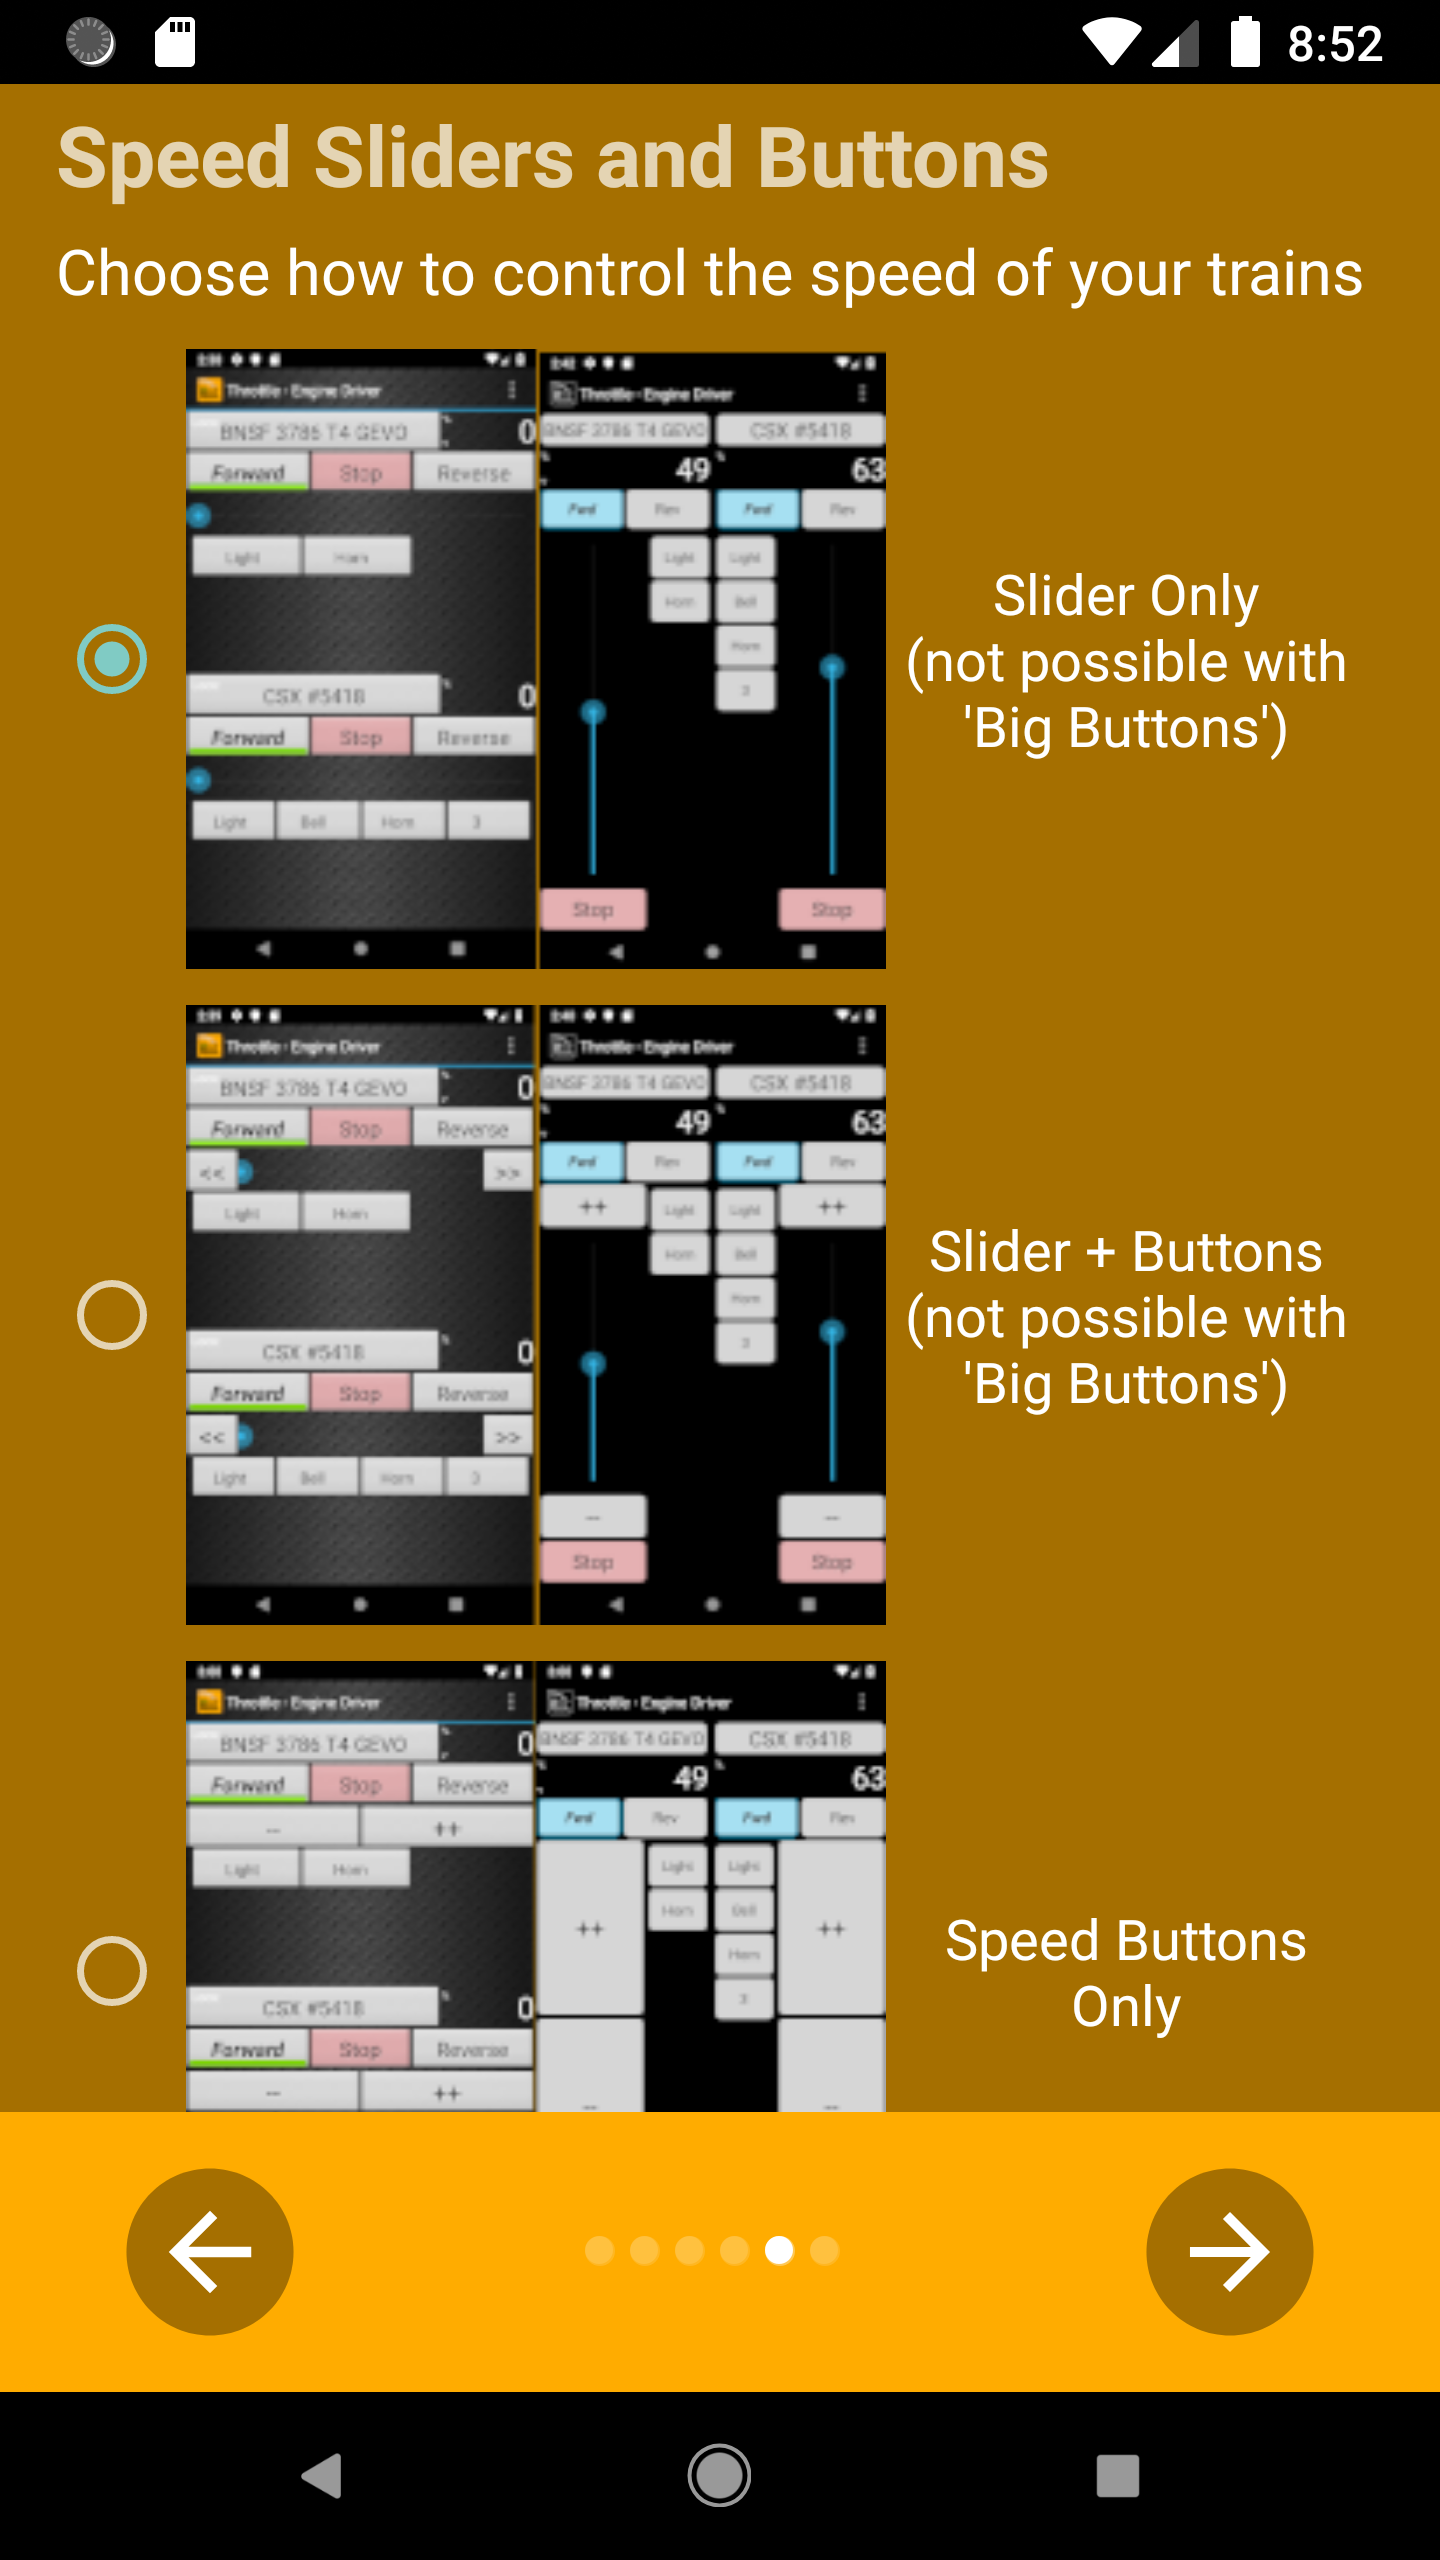 8:52
Speed Sliders and Buttons
Choose how to control the speed of your trains
Throttle - Engine Driver
BNSF 3786 T4 GEVO
0
Forward
Stop
Reverse
Light
Horn
CSX #5418
0
Forward
Stop
Reverse
Light
Bell
Horn
3
Throttle - Engine Driver
BNSF 3786 T4 GEVO
CSX #5418
49
63
Fwd
Rev
Fwd
Rev
Light
Light
Horn
Bell
Horn
3
Stop
Stop
Slider Only
(not possible with
'Big Buttons')
Throttle - Engine Driver
BNSF 3786 T4 GEVO
0
Forward
Stop
Reverse
<<
>>
Light
Horn
CSX #5418
0
Forward
Stop
Reverse
<<
>>
Light
Bell
Horn
3
Throttle - Engine Driver
BNSF 3786 T4 GEVO
CSX #5418
49
63
Fwd
Rev
Fwd
Rev
++
Light
Light
++
Horn
Bell
Horn
3
--
--
Stop
Stop
Slider + Buttons
(not possible with
'Big Buttons')
Throttle - Engine Driver
BNSF 3786 T4 GEVO
0
Forward
Stop
Reverse
--
++
Light
Horn
CSX #5418
0
Forward
Stop
Reverse
--
++
Throttle - Engine Driver
BNSF 3786 T4 GEVO
CSX #5418
49
63
Fwd
Rev
Fwd
Rev
Light
Light
Horn
Bell
++
++
Horn
3
--
--
Speed Buttons
Only